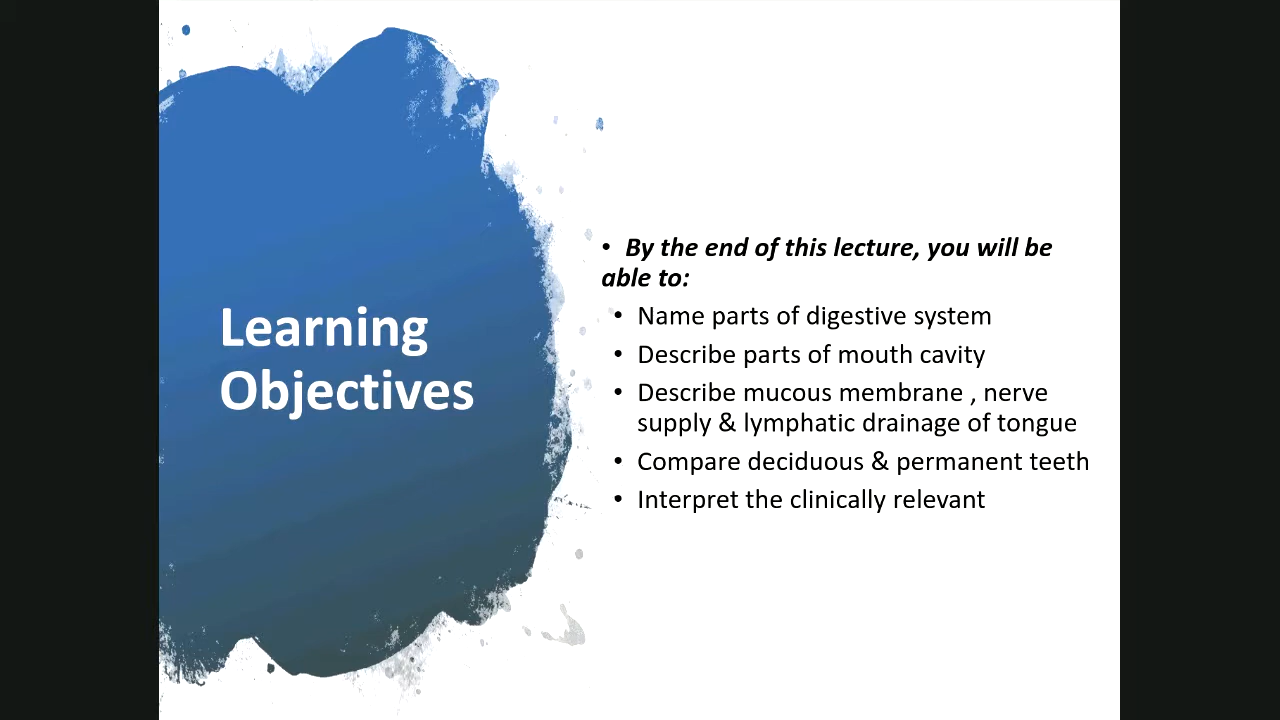 Learning
Objectives
• By the end of this lecture, you will be
able to:
• Name parts of digestive system
• Describe parts of mouth cavity
• Describe mucous membrane , nerve
supply & lymphatic drainage of tongue
• Compare deciduous & permanent teeth
• Interpret the clinically relevant